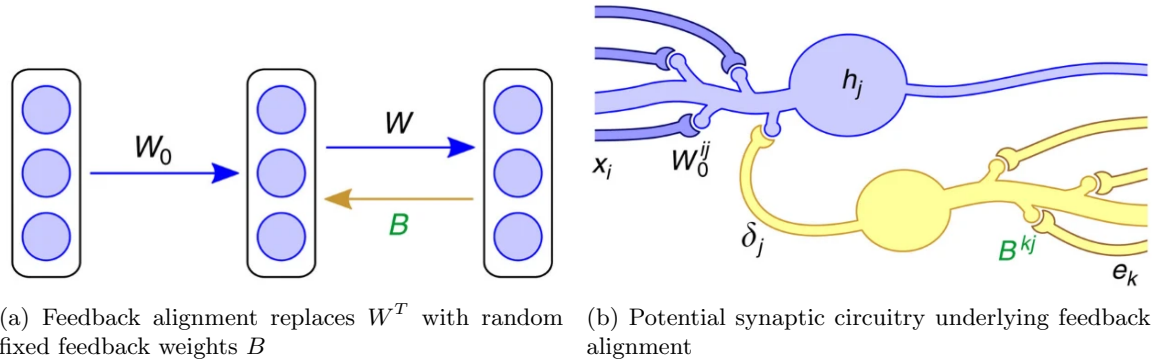 W₀
W
B
(a) Feedback alignment replaces Wᵀ with random
fixed feedback weights B
hⱼ
xᵢ
W₀ⁱʲ
δⱼ
Bᵏʲ
eₖ
(b) Potential synaptic circuitry underlying feedback
alignment